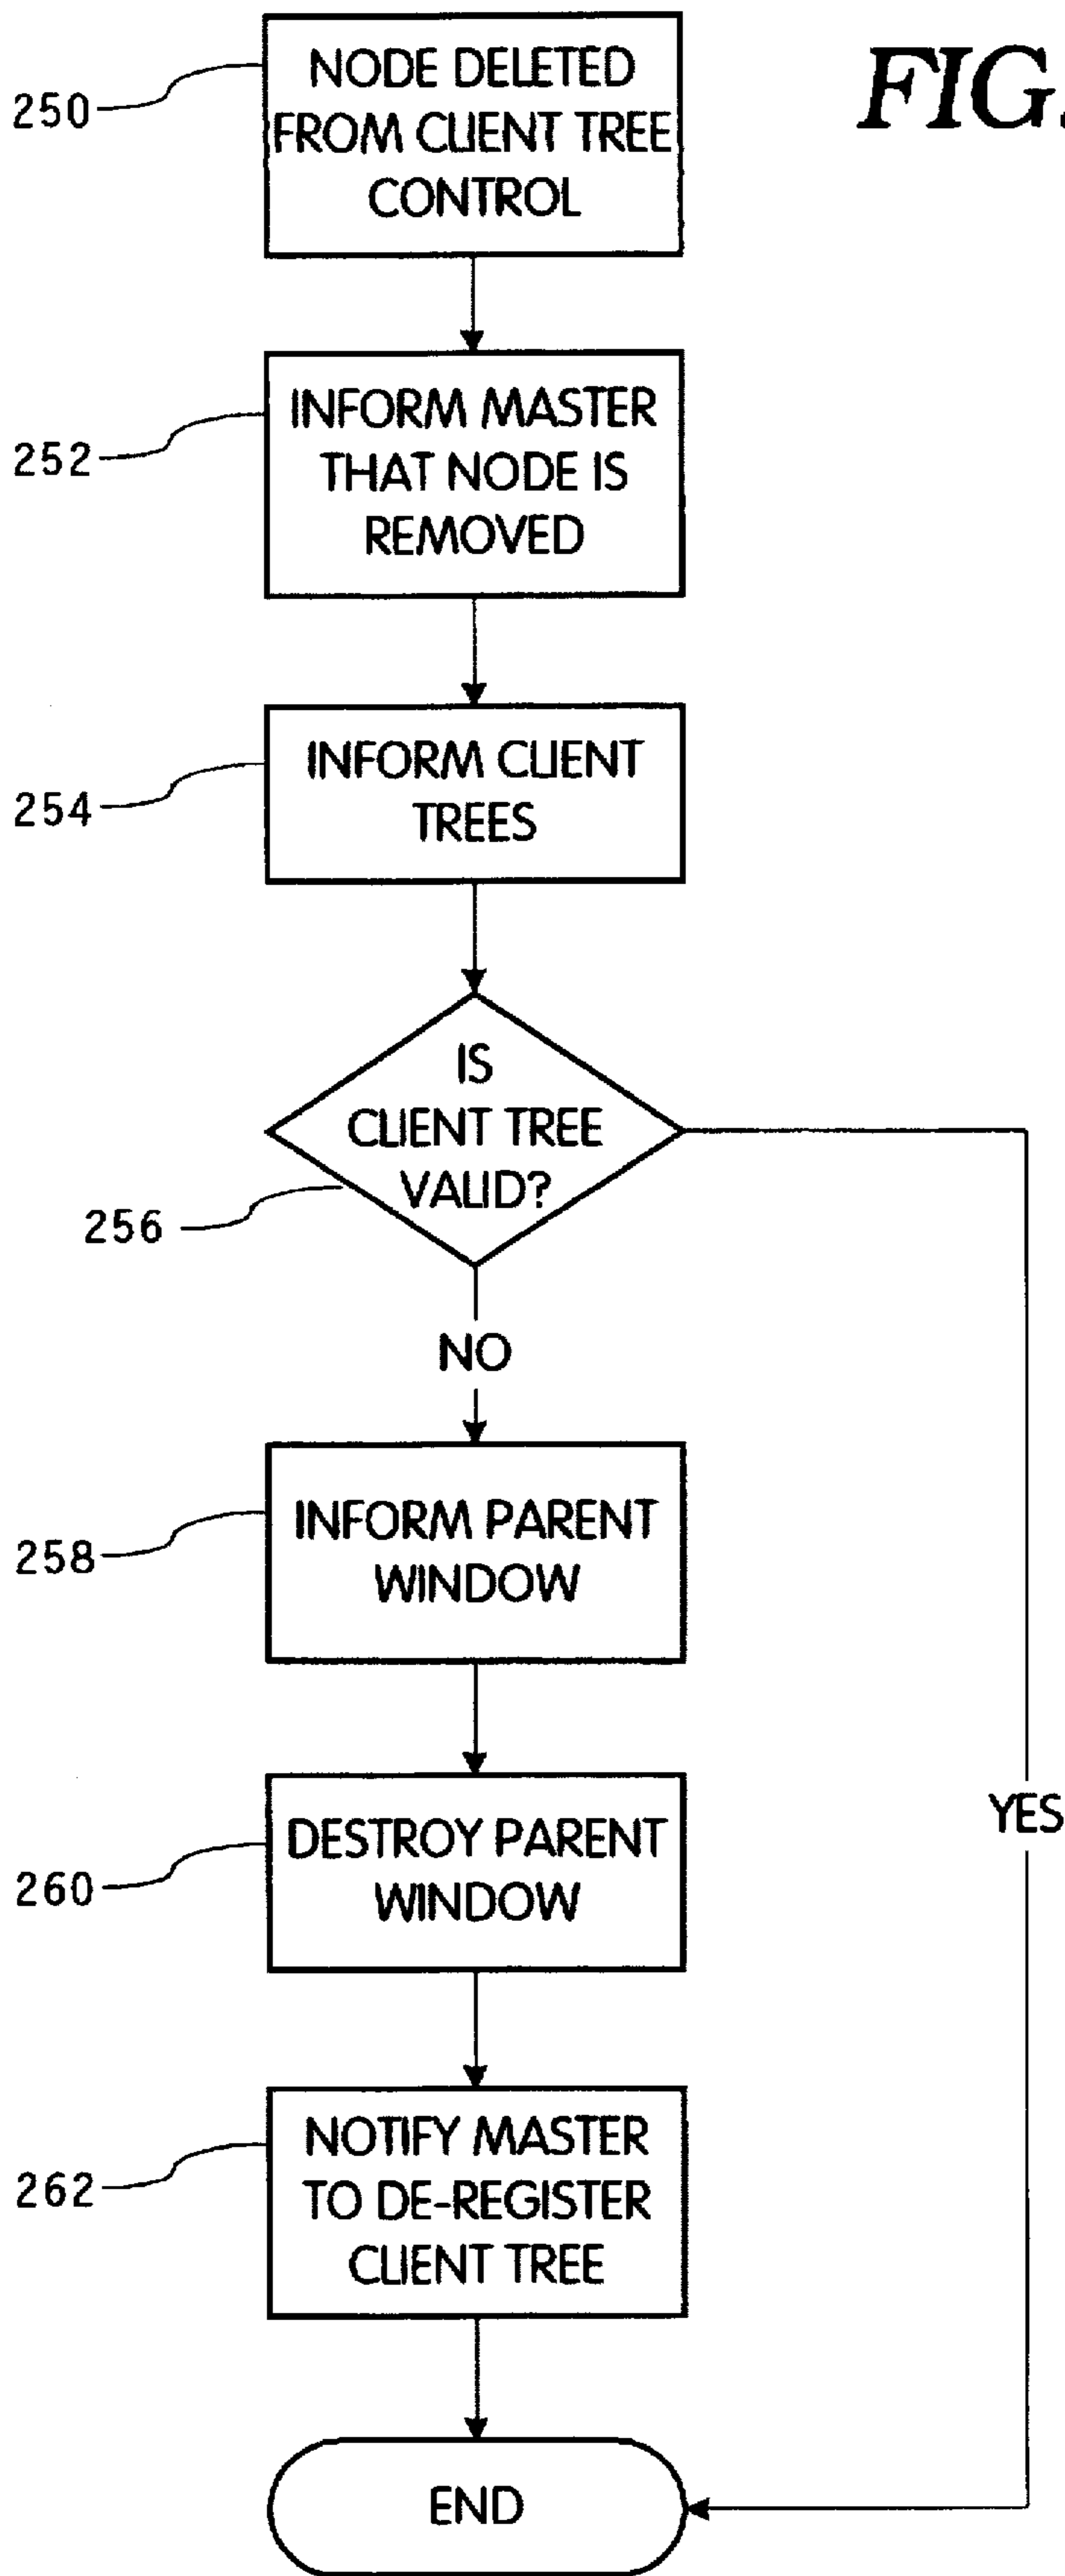 FIG.
250
NODE DELETED
FROM CLIENT TREE
CONTROL
252
INFORM MASTER
THAT NODE IS
REMOVED
254
INFORM CLIENT
TREES
IS
CLIENT TREE
VALID?
256
NO
258
INFORM PARENT
WINDOW
YES
260
DESTROY PARENT
WINDOW
262
NOTIFY MASTER
TO DE-REGISTER
CLIENT TREE
END